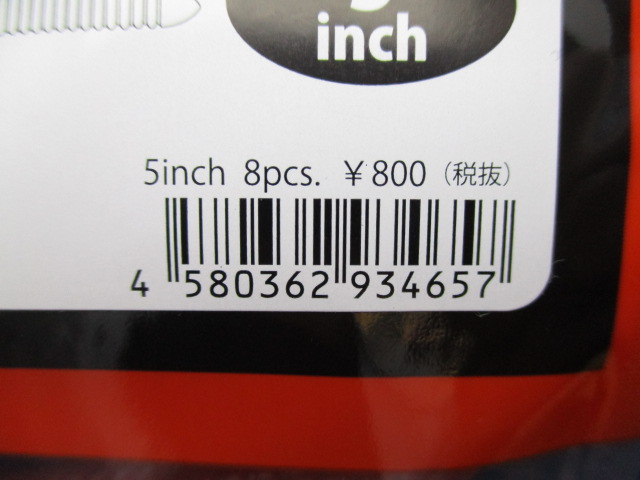 inch
5inch 8pcs. ￥800（税抜）
4 580362 934657